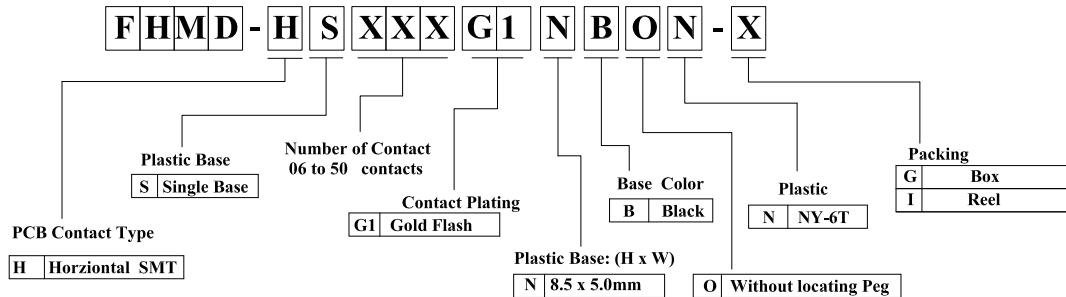 FHMD-HSXXXG1NBON-X
Number of Contact
06 to 50 contacts
Plastic Base
S Single Base
Packing
G Box
I Reel
Base Color
B Black
Plastic
N NY-6T
Contact Plating
G1 Gold Flash
PCB Contact Type
H Horziontal SMT
Plastic Base: (H x W)
N 8.5 x 5.0mm
O Without locating Peg